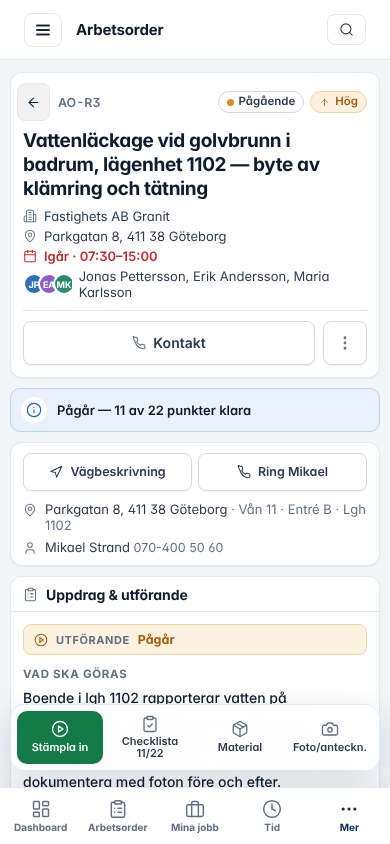 Arbetsorder
AO-R3
Pågående
Hög
Vattenläckage vid golvbrunn i
badrum, lägenhet 1102 — byte av
klämring och tätning
Fastighets AB Granit
Parkgatan 8, 411 38 Göteborg
Igår · 07:30–15:00
JP EA MK
Jonas Pettersson, Erik Andersson, Maria
Karlsson
Kontakt
Pågår — 11 av 22 punkter klara
Vägbeskrivning
Ring Mikael
Parkgatan 8, 411 38 Göteborg · Vån 11 · Entré B · Lgh
1102
Mikael Strand 070-400 50 60
Uppdrag & utförande
UTFÖRANDE Pågår
VAD SKA GÖRAS
Boende i lgh 1102 rapporterar vatten på
Stämpla in
Checklista
11/22
Material
Foto/anteckn.
dokumentera med foton före och efter.
Dashboard
Arbetsorder
Mina jobb
Tid
Mer